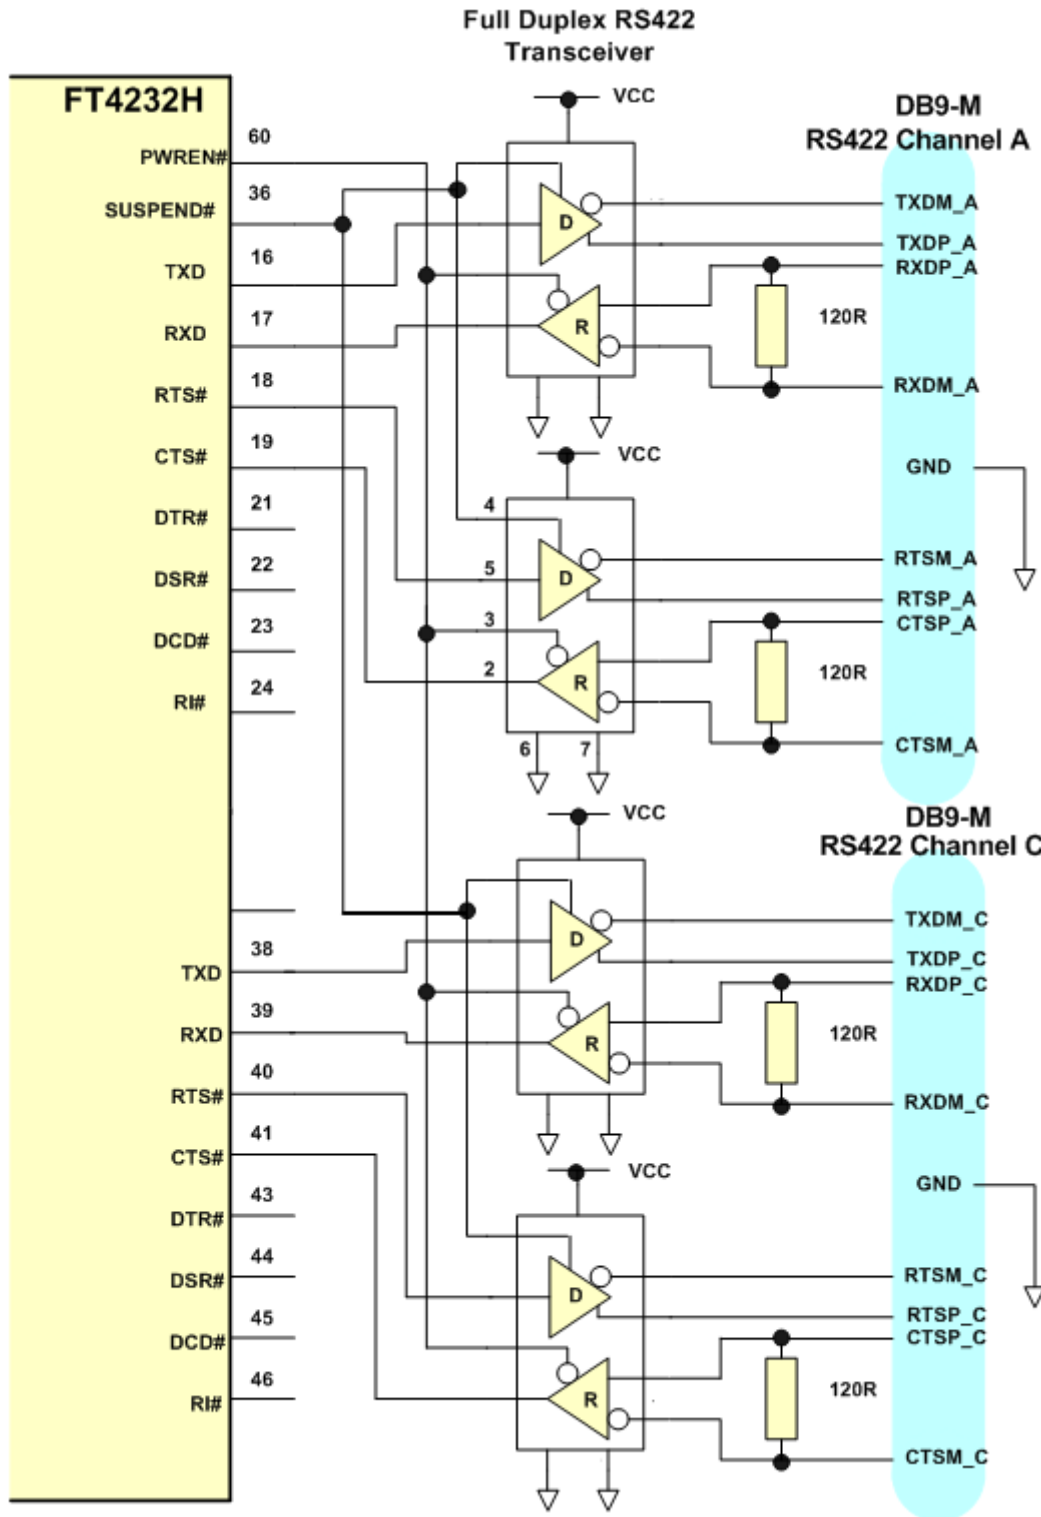 Full Duplex RS422
Transceiver
FT4232H
VCC
DB9-M
RS422 Channel A
60
PWREN#
36
SUSPEND#
TXDM_A
D
TXDP_A
16
TXD
RXDP_A
17
RXD
R
120R
18
RTS#
RXDM_A
19
CTS#
VCC
GND
21
DTR#
4
22
DSR#
5
D
RTSM_A
RTSP_A
23
DCD#
3
CTSP_A
24
RI#
2
R
120R
6
7
CTSM_A
VCC
DB9-M
RS422 Channel C
TXDM_C
D
38
TXD
TXDP_C
RXDP_C
39
RXD
R
120R
40
RTS#
RXDM_C
41
CTS#
VCC
GND
43
DTR#
44
DSR#
D
RTSM_C
45
RTSP_C
DCD#
CTSP_C
46
RI#
R
120R
CTSM_C